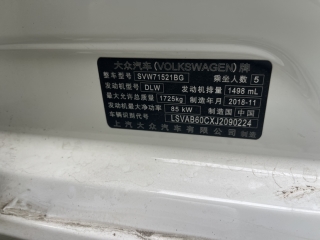 大众汽车(VOLKSWAGEN)牌
整车型号 SVW71521BG 乘坐人数 5
发动机型号 DLW 发动机排量 1498 mL
最大允许总质量 1725kg 制造年月 2018-11
发动机最大净功率 85 kW 制造国 中国
车辆识别代号 LSVAB60CXJ2090224
上汽大众汽车有限公司制造